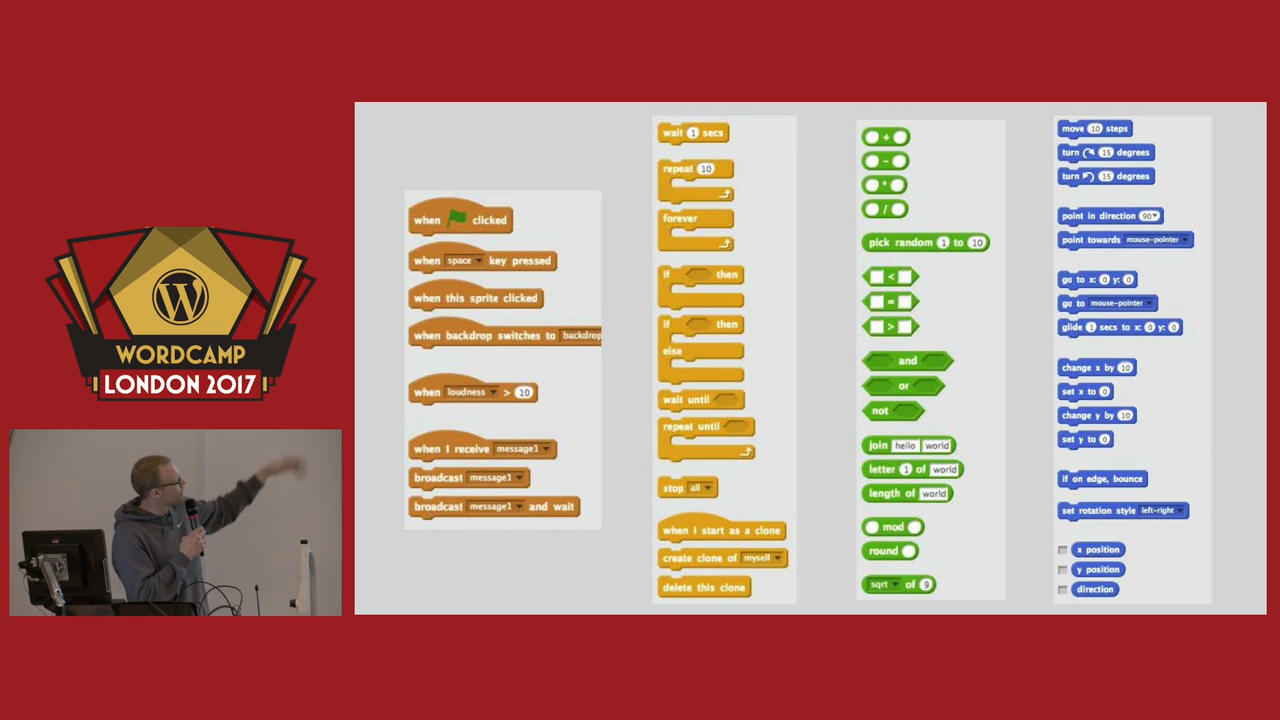 WORDCAMP
LONDON 2017
when clicked
when space key pressed
when this sprite clicked
when backdrop switches to backdrop
when loudness > 10
when I receive message1
broadcast message1
broadcast message1 and wait
wait 1 secs
repeat 10
forever
if then
if then
else
wait until
repeat until
stop all
when I start as a clone
create clone of myself
delete this clone
+
-
*
/
pick random 1 to 10
<
=
>
and
or
not
join hello world
letter 1 of world
length of world
mod
round
sqrt of 9
move 10 steps
turn 15 degrees
turn 15 degrees
point in direction 90
point towards mouse-pointer
go to x: 0 y: 0
go to mouse-pointer
glide 1 secs to x: 0 y: 0
change x by 10
set x to 0
change y by 10
set y to 0
if on edge, bounce
set rotation style left-right
x position
y position
direction